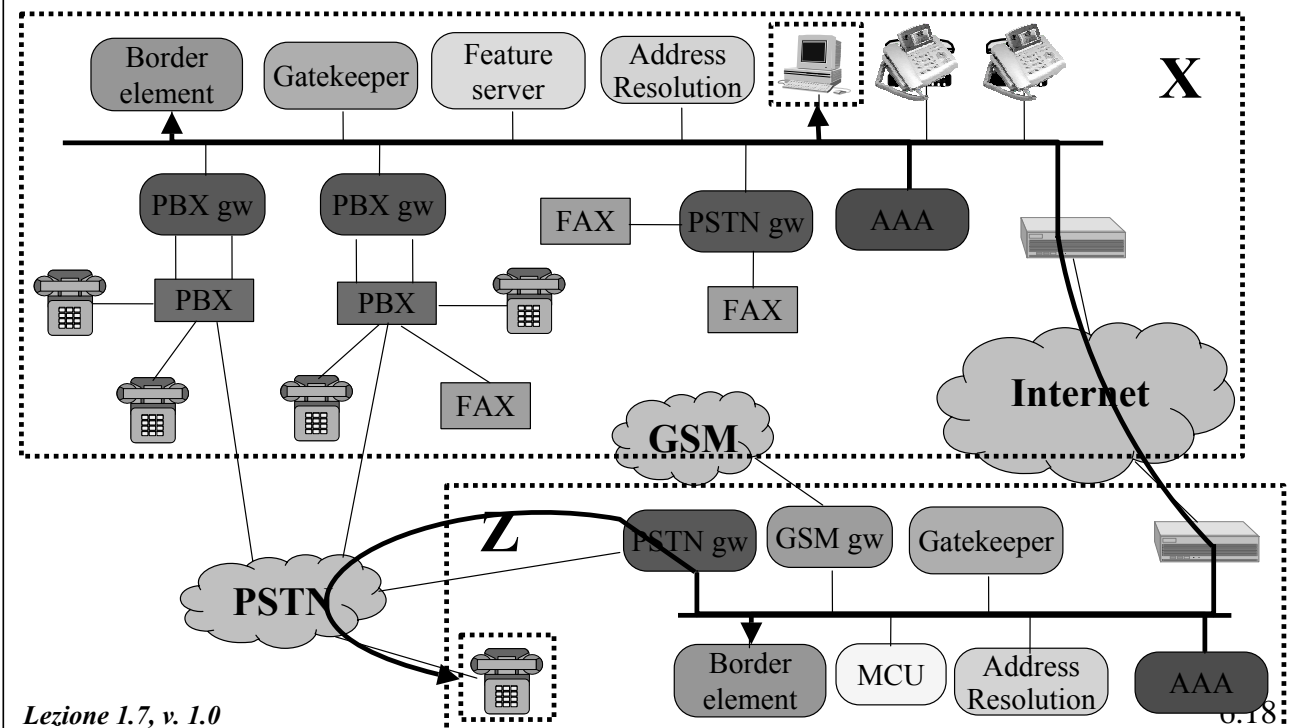 Border
element
Gatekeeper
Feature
server
Address
Resolution
X
PBX gw
PBX gw
FAX
PSTN gw
AAA
PBX
PBX
FAX
FAX
Internet
GSM
Z
PSTN gw
GSM gw
Gatekeeper
PSTN
Border
element
MCU
Address
Resolution
AAA
Lezione 1.7, v. 1.0
6.18